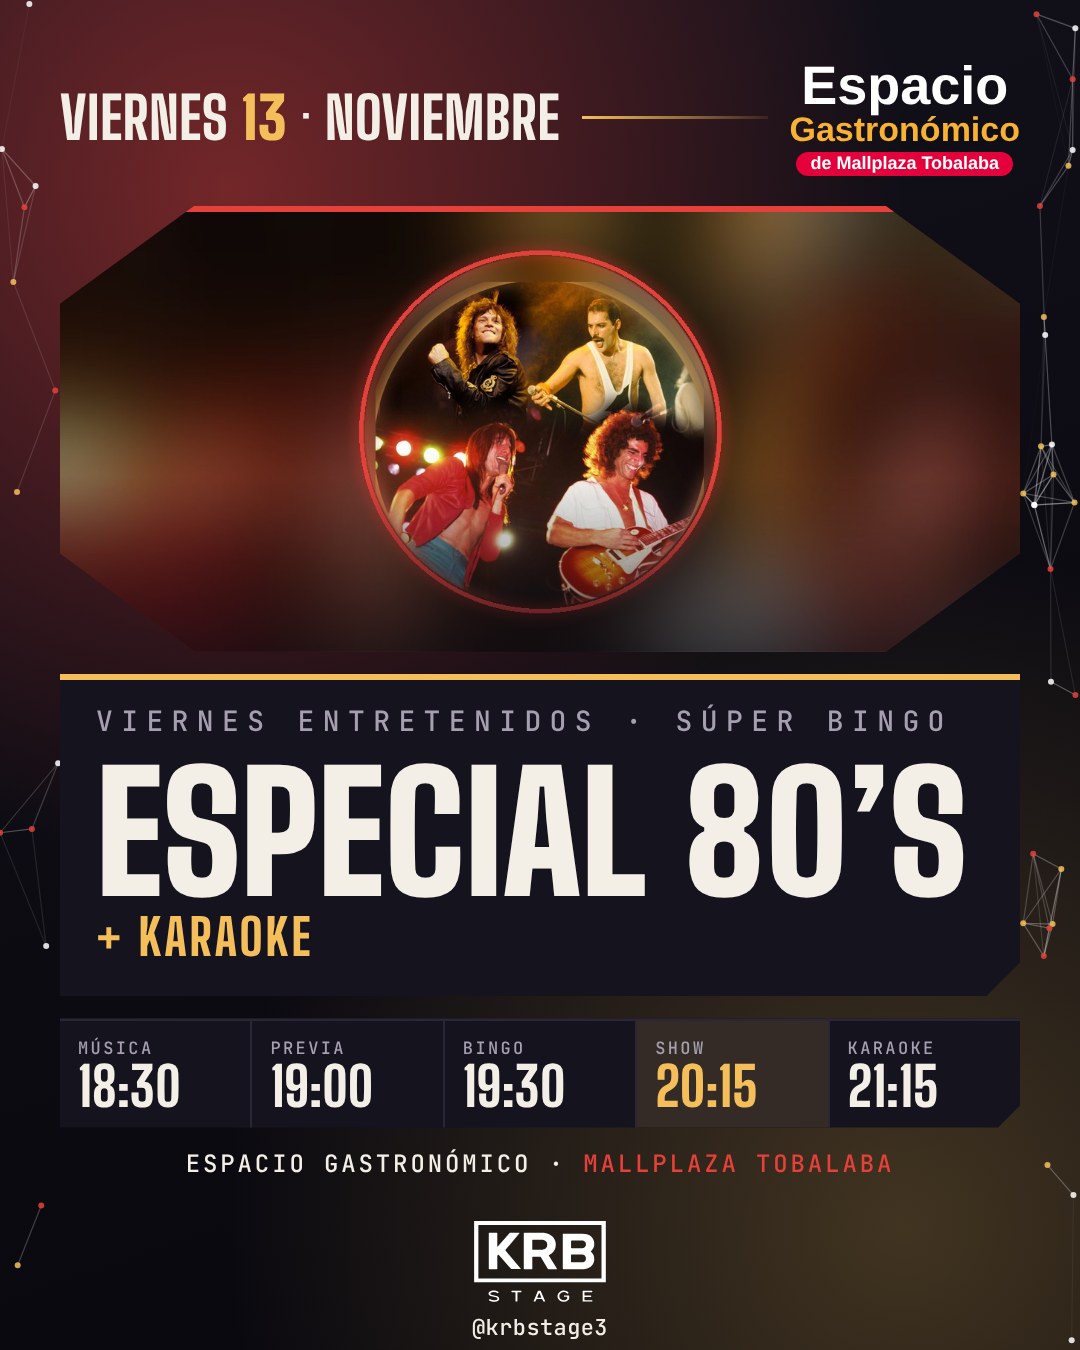 VIERNES 13 · NOVIEMBRE
Espacio
Gastronómico
de Mallplaza Tobalaba
VIERNES ENTRETENIDOS · SÚPER BINGO
ESPECIAL 80’S
+ KARAOKE
MÚSICA
18:30
PREVIA
19:00
BINGO
19:30
SHOW
20:15
KARAOKE
21:15
ESPACIO GASTRONÓMICO · MALLPLAZA TOBALABA
KRB
STAGE
@krbstage3